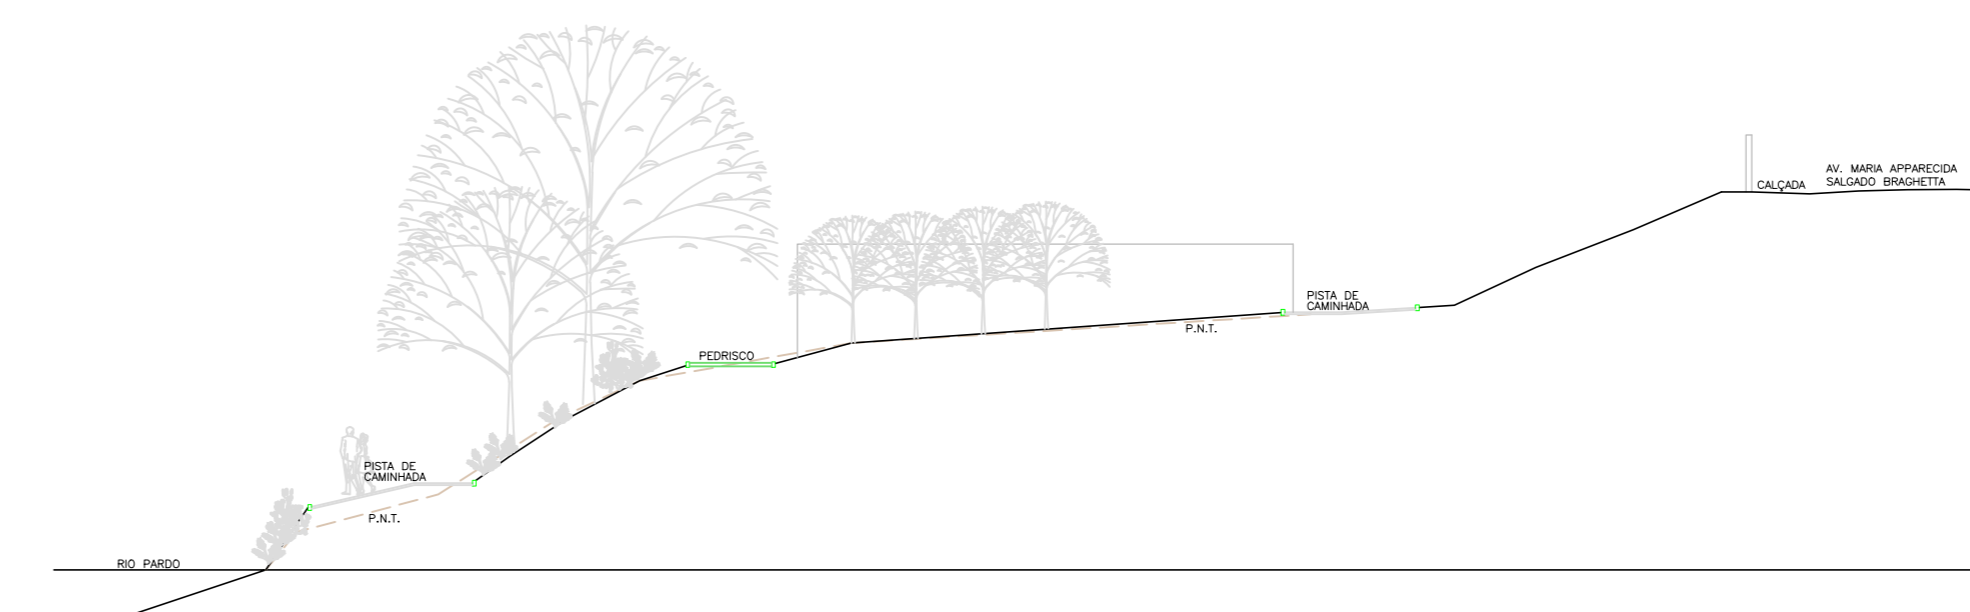 CALÇADA
AV. MARIA APPARECIDA
SALGADO BRAGHETTA
PISTA DE
CAMINHADA
P.N.T.
PEDRISCO
PISTA DE
CAMINHADA
P.N.T.
RIO PARDO